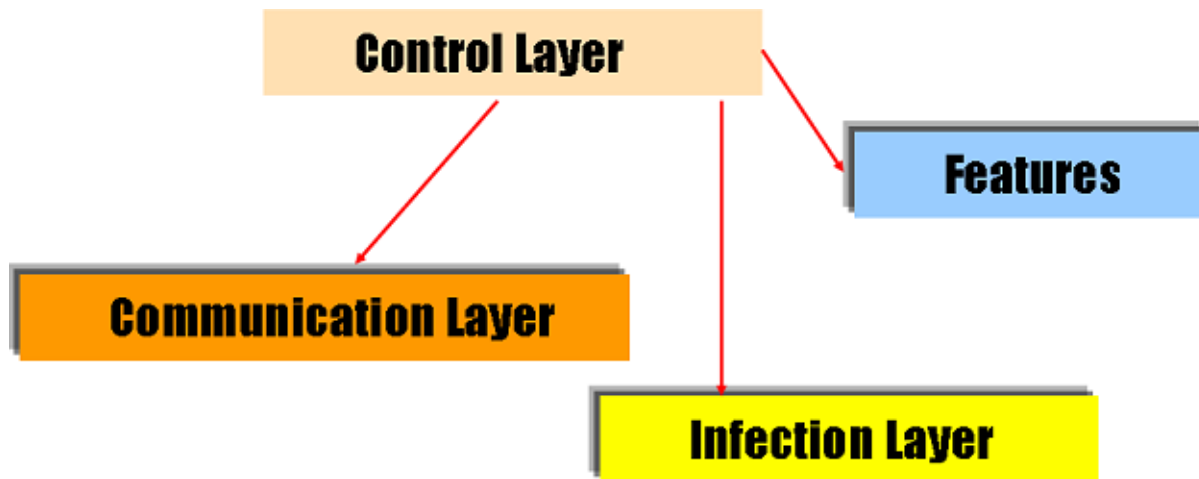 Control Layer
Features
Communication Layer
Infection Layer